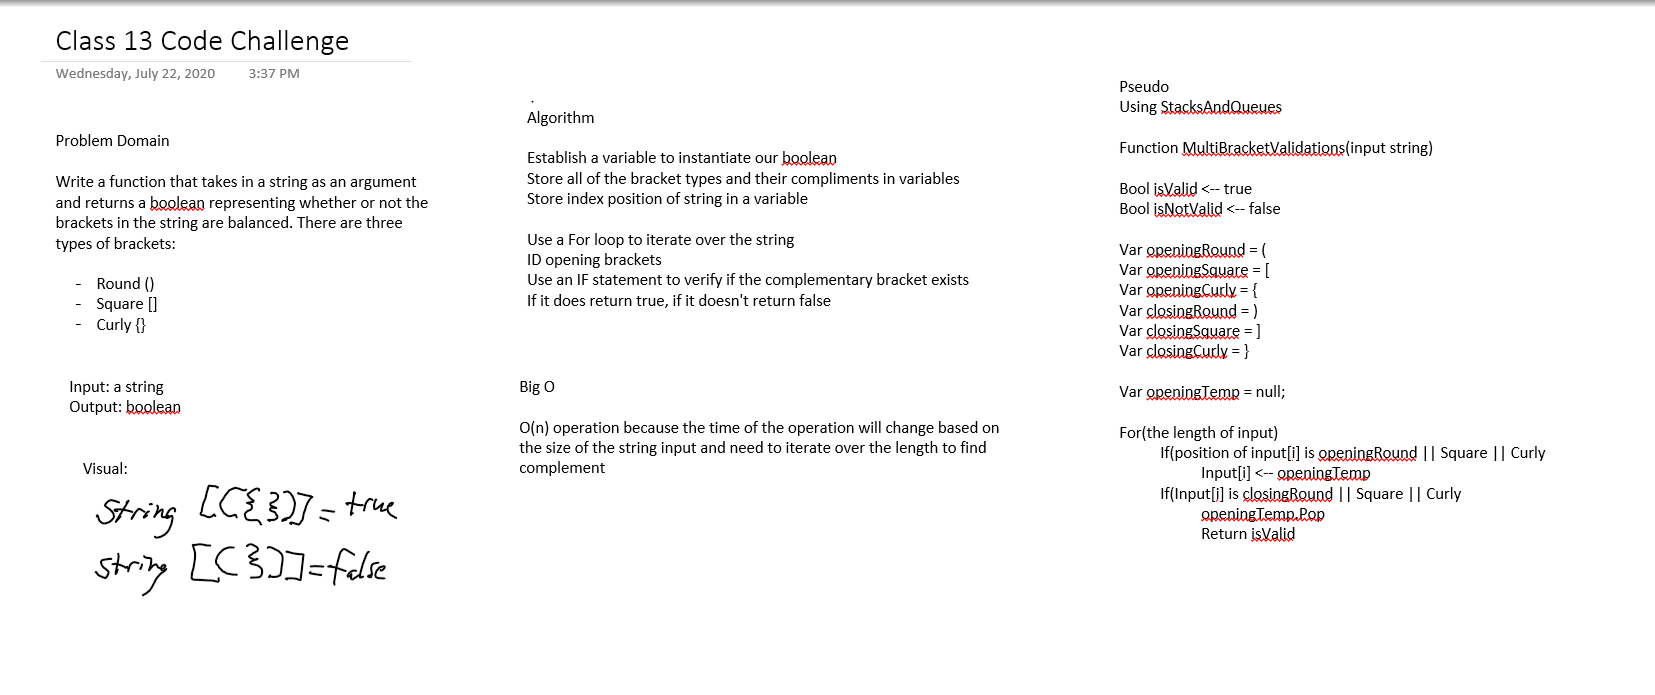 Class 13 Code Challenge
Wednesday, July 22, 2020 3:37 PM
Problem Domain
Write a function that takes in a string as an argument
and returns a boolean representing whether or not the
brackets in the string are balanced. There are three
types of brackets:
- Round ()
- Square []
- Curly {}
Input: a string
Output: boolean
Visual:
String [({})] = true
string [(})] = false
Algorithm
Establish a variable to instantiate our boolean
Store all of the bracket types and their compliments in variables
Store index position of string in a variable
Use a For loop to iterate over the string
ID opening brackets
Use an IF statement to verify if the complementary bracket exists
If it does return true, if it doesn't return false
Big O
O(n) operation because the time of the operation will change based on
the size of the string input and need to iterate over the length to find
complement
Pseudo
Using StacksAndQueues
Function MultiBracketValidations(input string)
Bool isValid <-- true
Bool isNotValid <-- false
Var openingRound = (
Var openingSquare = [
Var openingCurly = {
Var closingRound = )
Var closingSquare = ]
Var closingCurly = }
Var openingTemp = null;
For(the length of input)
If(position of input[i] is openingRound || Square || Curly
Input[i] <-- openingTemp
If(Input[i] is closingRound || Square || Curly
openingTemp.Pop
Return isValid